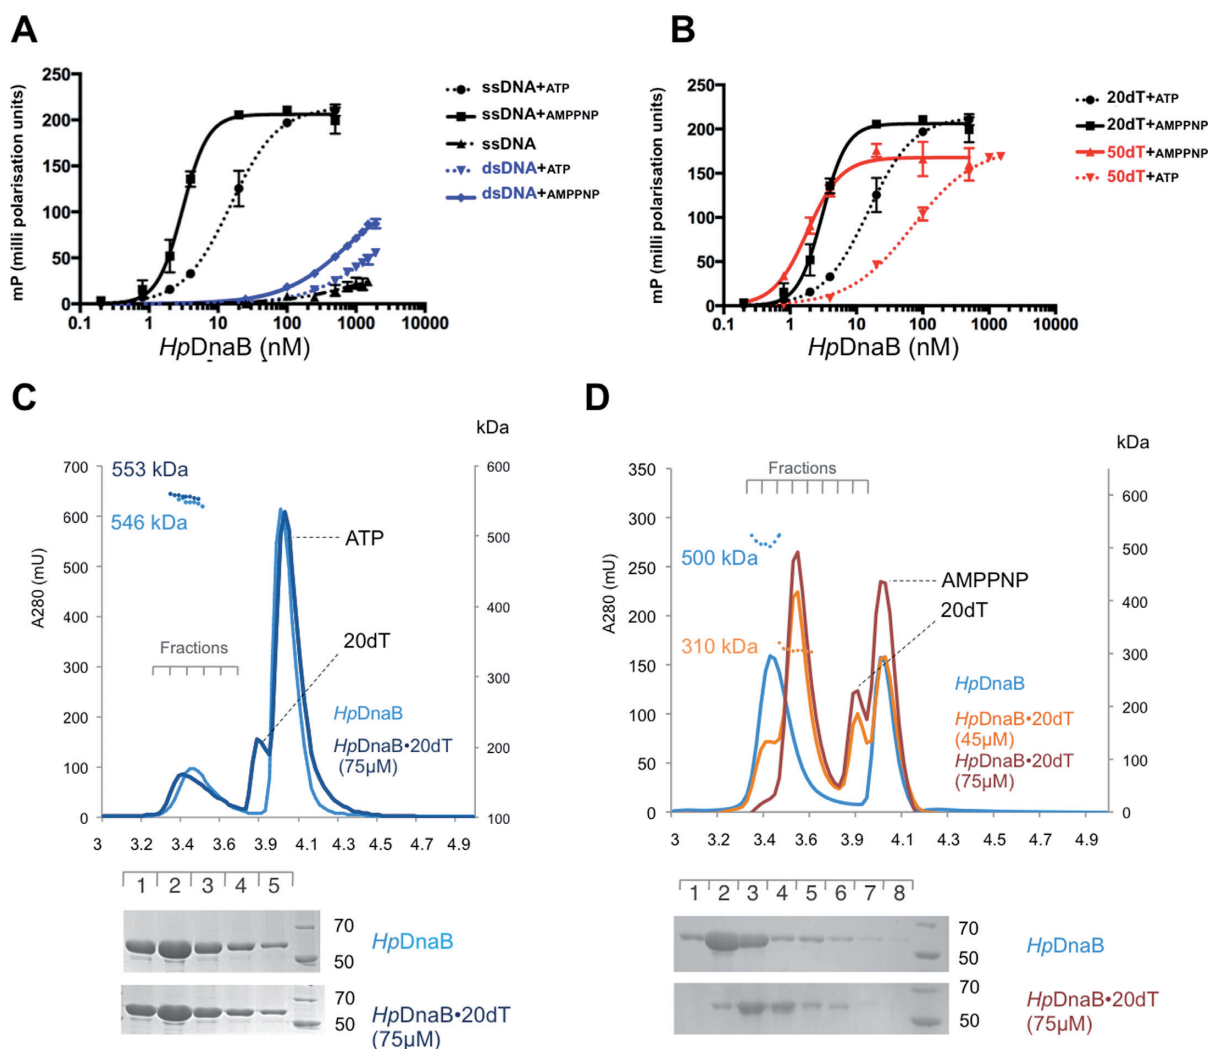 A
mP (milli polarisation units)
250
200
150
100
50
0
0.1
1
10
100
1000
10000
HpDnaB (nM)
ssDNA+ATP
ssDNA+AMPPNP
ssDNA
dsDNA+ATP
dsDNA+AMPPNP
B
mP (milli polarisation units)
250
200
150
100
50
0
0.1
1
10
100
1000
10000
HpDnaB (nM)
20dT+ATP
20dT+AMPPNP
50dT+AMPPNP
50dT+ATP
C
kDa
A280 (mU)
700
600
500
400
300
200
100
0
600
500
400
300
200
100
553 kDa
546 kDa
ATP
20dT
Fractions
HpDnaB
HpDnaB•20dT
(75µM)
3
3.2
3.4
3.6
3.9
4.1
4.3
4.5
4.7
4.9
1
2
3
4
5
70
50
HpDnaB
70
50
HpDnaB•20dT
(75µM)
D
kDa
A280 (mU)
350
300
250
200
150
100
50
0
600
500
400
300
200
100
0
Fractions
500 kDa
310 kDa
AMPPNP
20dT
HpDnaB
HpDnaB•20dT
(45µM)
HpDnaB•20dT
(75µM)
3
3.2
3.4
3.6
3.9
4.1
4.3
4.5
4.7
4.9
1
2
3
4
5
6
7
8
70
50
HpDnaB
70
50
HpDnaB•20dT
(75µM)